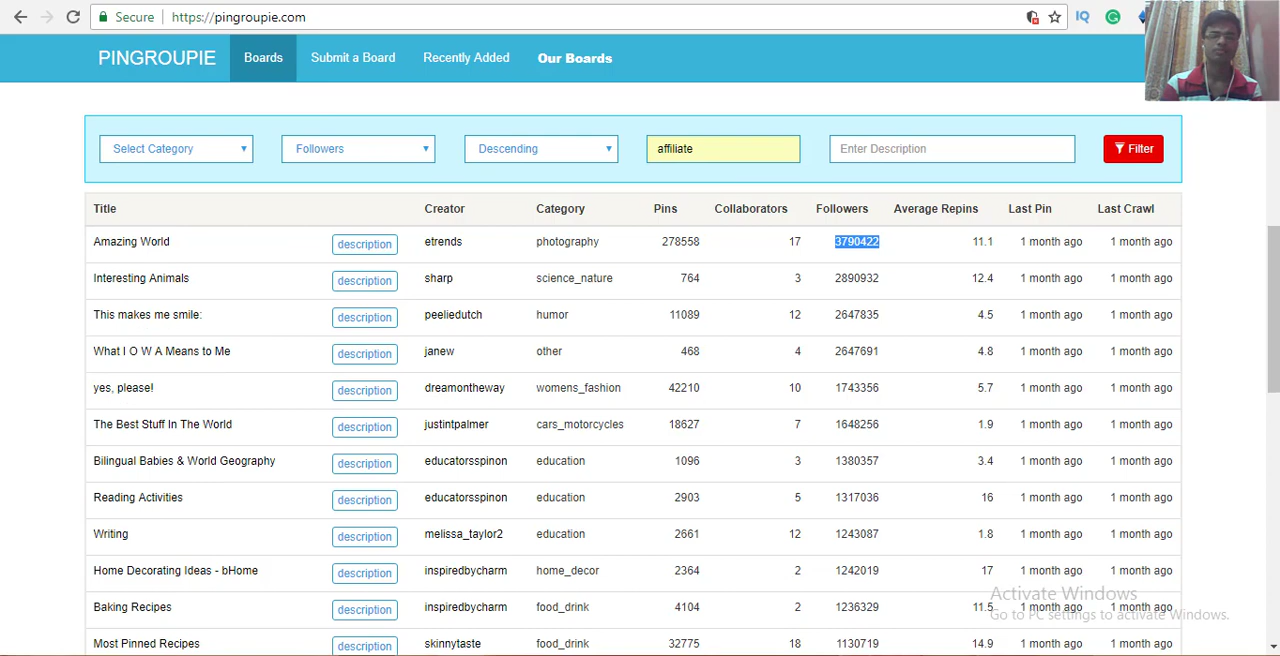 Secure https://pingroupie.com
PINGROUPIE Boards Submit a Board Recently Added Our Boards
Select Category Followers Descending affiliate Enter Description Filter
Title Creator Category Pins Collaborators Followers Average Repins Last Pin Last Crawl
Amazing World description etrends photography 278558 17 3790422 11.1 1 month ago 1 month ago
Interesting Animals description sharp science_nature 764 3 2890932 12.4 1 month ago 1 month ago
This makes me smile: description peeliedutch humor 11089 12 2647835 4.5 1 month ago 1 month ago
What I O W A Means to Me description janew other 468 4 2647691 4.8 1 month ago 1 month ago
yes, please! description dreamontheway womens_fashion 42210 10 1743356 5.7 1 month ago 1 month ago
The Best Stuff In The World description justintpalmer cars_motorcycles 18627 7 1648256 1.9 1 month ago 1 month ago
Bilingual Babies & World Geography description educatorsspinon education 1096 3 1380357 3.4 1 month ago 1 month ago
Reading Activities description educatorsspinon education 2903 5 1317036 16 1 month ago 1 month ago
Writing description melissa_taylor2 education 2661 12 1243087 1.8 1 month ago 1 month ago
Home Decorating Ideas - bHome description inspiredbycharm home_decor 2364 2 1242019 17 1 month ago 1 month ago
Baking Recipes description inspiredbycharm food_drink 4104 2 1236329 11.5 1 month ago 1 month ago
Most Pinned Recipes description skinnytaste food_drink 32775 18 1130719 14.9 1 month ago 1 month ago
Activate Windows
Go to PC settings to activate Windows.